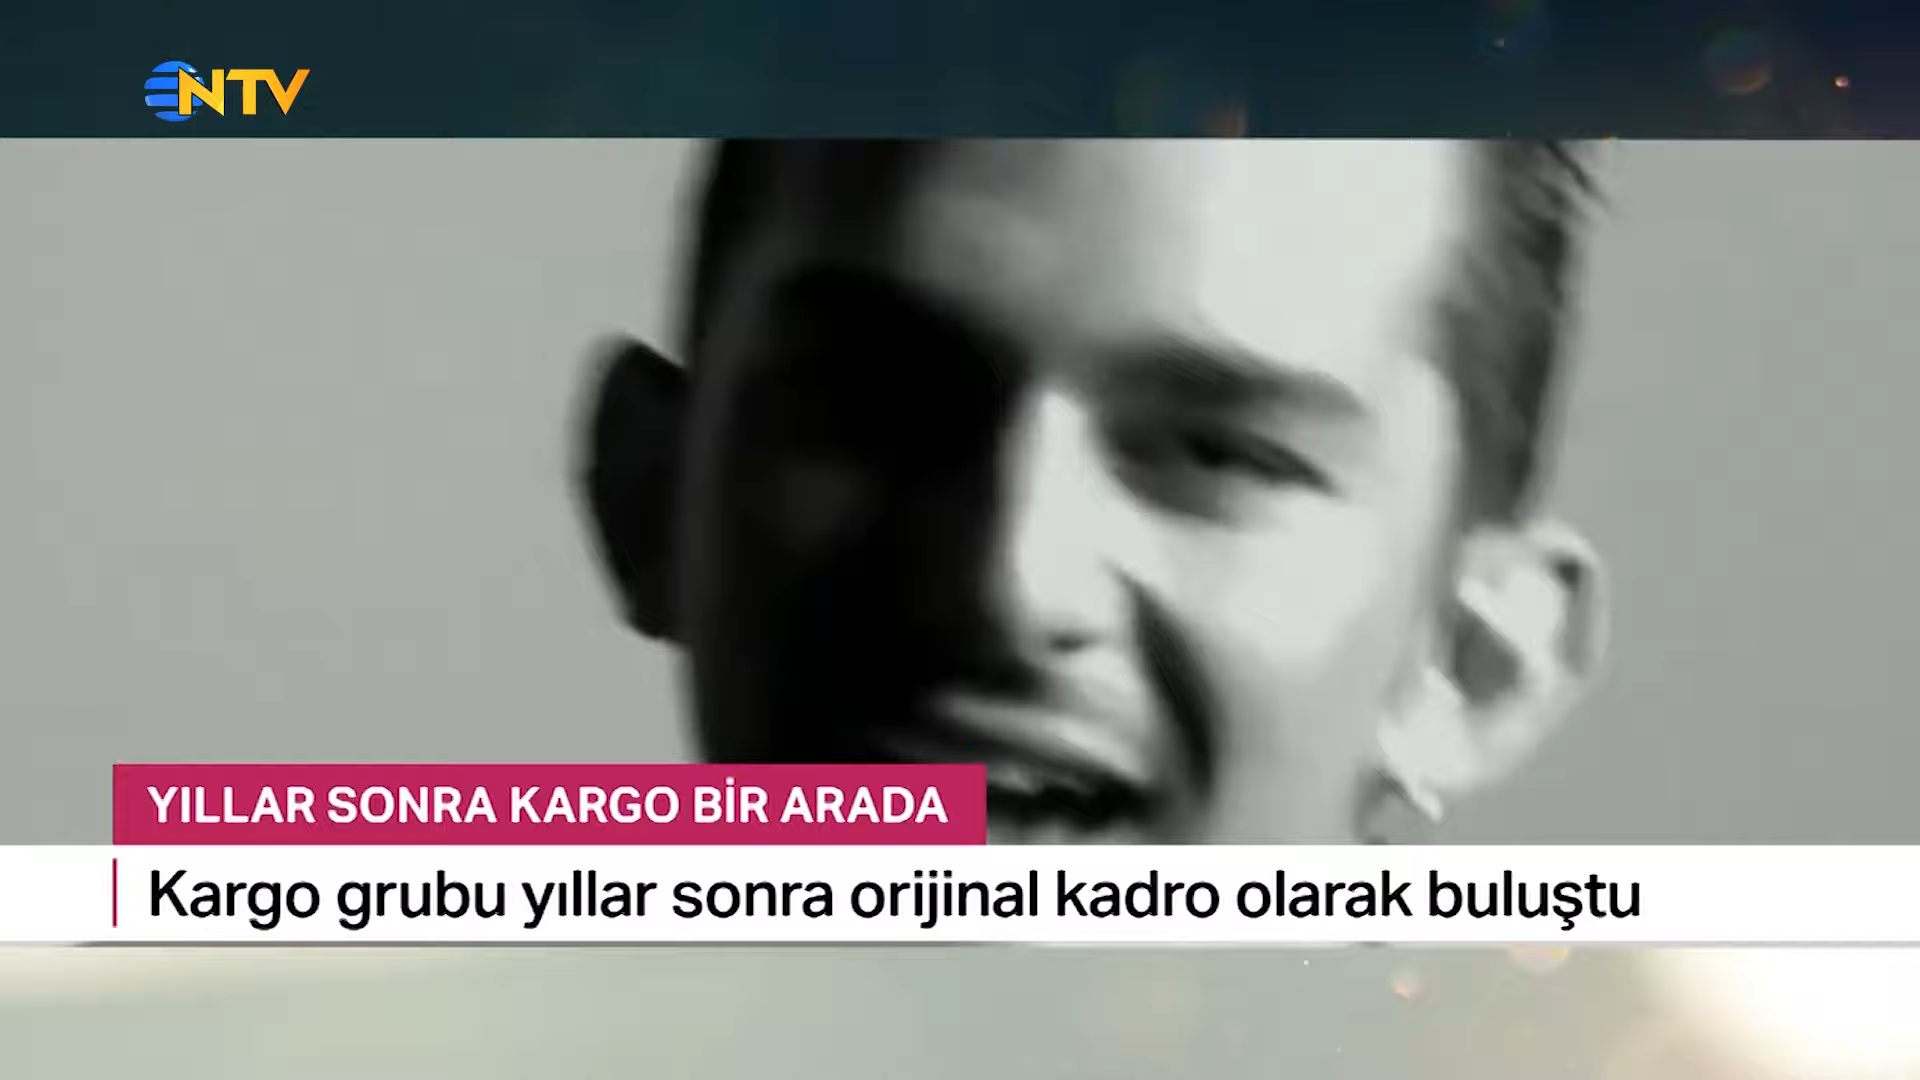 NTV
YILLAR SONRA KARGO BİR ARADA
Kargo grubu yıllar sonra orijinal kadro olarak buluştu